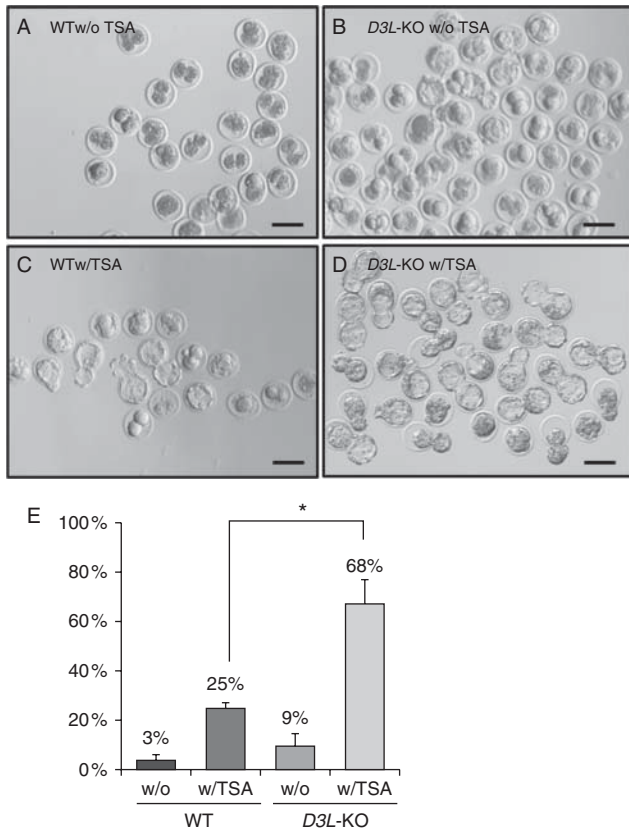 A WTw/o TSA
B D3L-KO w/o TSA
C WTw/TSA
D D3L-KO w/TSA
E
100%
80%
60%
40%
20%
0%
*
3%
25%
9%
68%
w/o w/TSA w/o w/TSA
WT D3L-KO